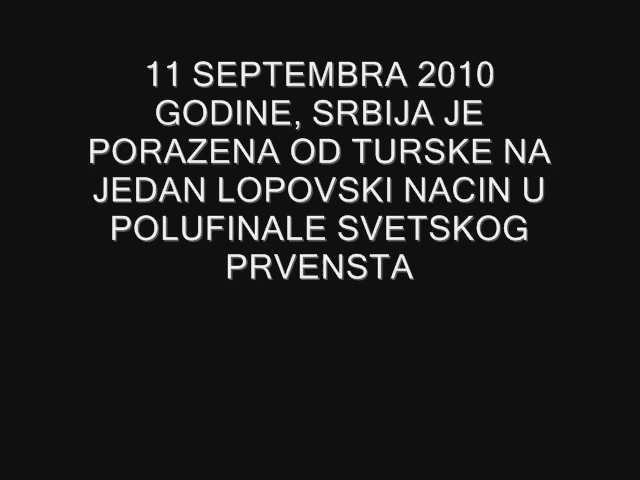 11 SEPTEMBRA 2010
GODINE, SRBIJA JE
PORAZENA OD TURSKE NA
JEDAN LOPOVSKI NACIN U
POLUFINALE SVETSKOG
PRVENSTA